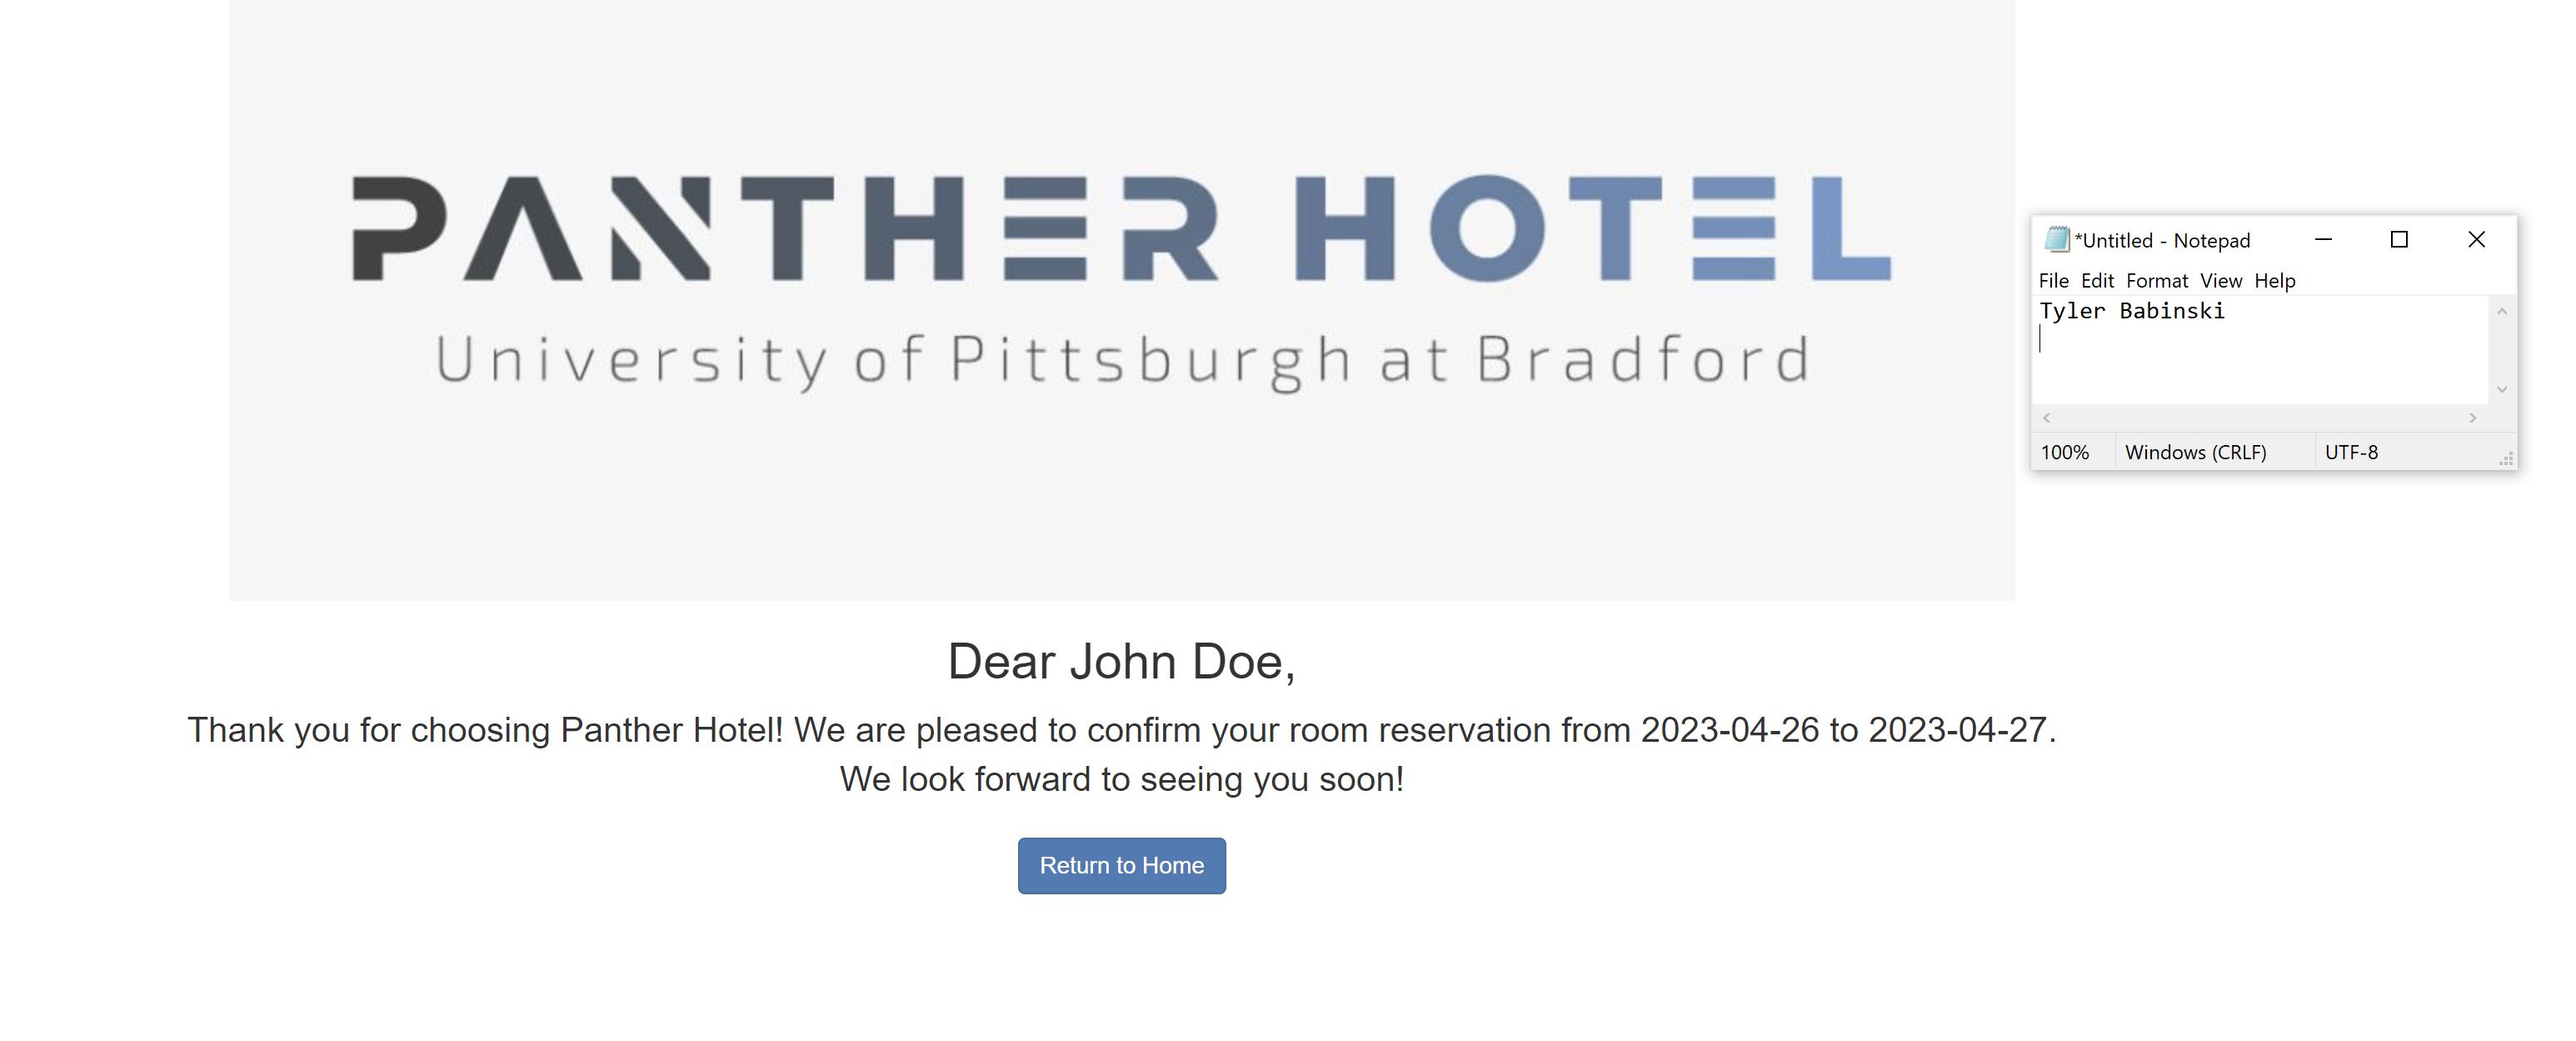 PANTHER HOTEL
University of Pittsburgh at Bradford
*Untitled - Notepad
File Edit Format View Help
Tyler Babinski
100% Windows (CRLF) UTF-8
Dear John Doe,
Thank you for choosing Panther Hotel! We are pleased to confirm your room reservation from 2023-04-26 to 2023-04-27.
We look forward to seeing you soon!
Return to Home